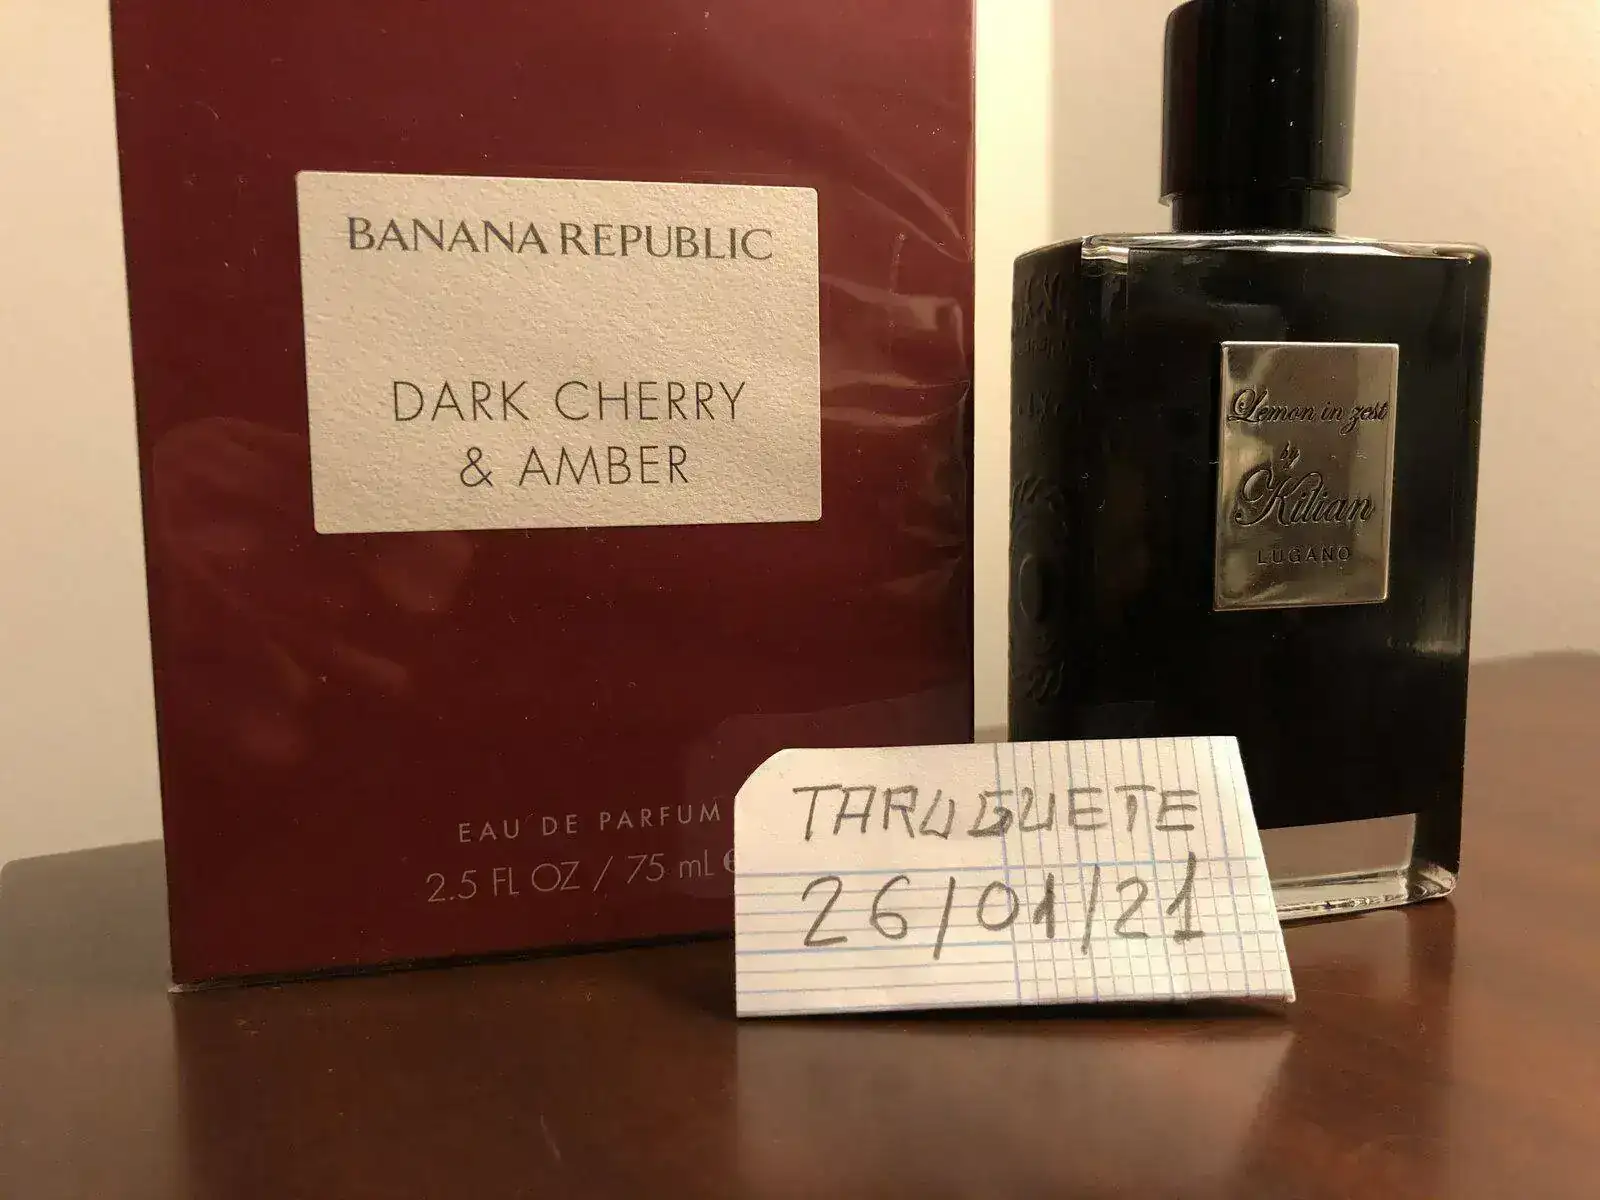 BANANA REPUBLIC
DARK CHERRY
& AMBER
EAU DE PARFUM
2.5 FL OZ / 75 mL e
Lemon in zest
by
Kilian
LUGANO
TARUGUETE
26/01/21